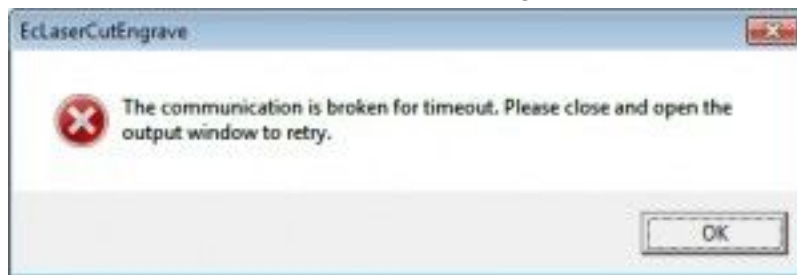 EcLaserCutEngrave
The communication is broken for timeout. Please close and open the
output window to retry.
OK